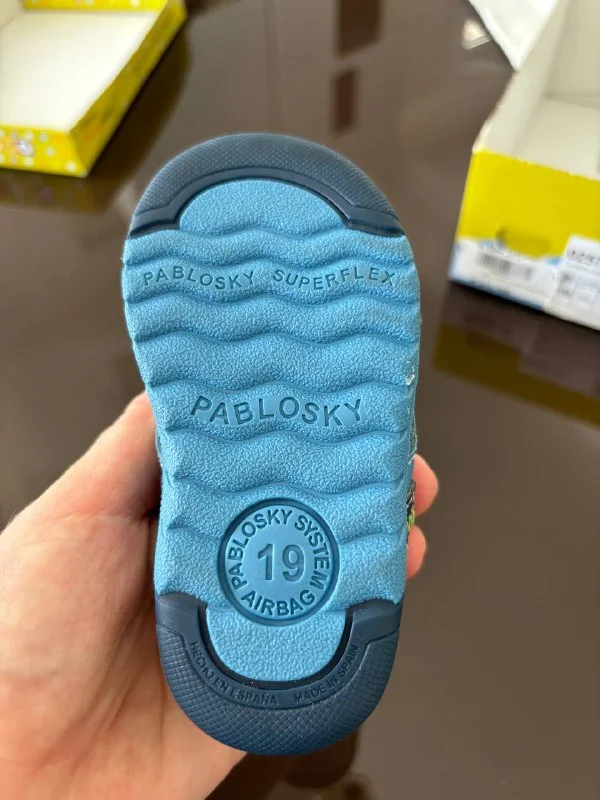 PABLOSKY SUPERFLEX
PABLOSKY
PABLOSKY SYSTEM
19
AIRBAG
HECHO EN ESPAÑA MADE IN SPAIN